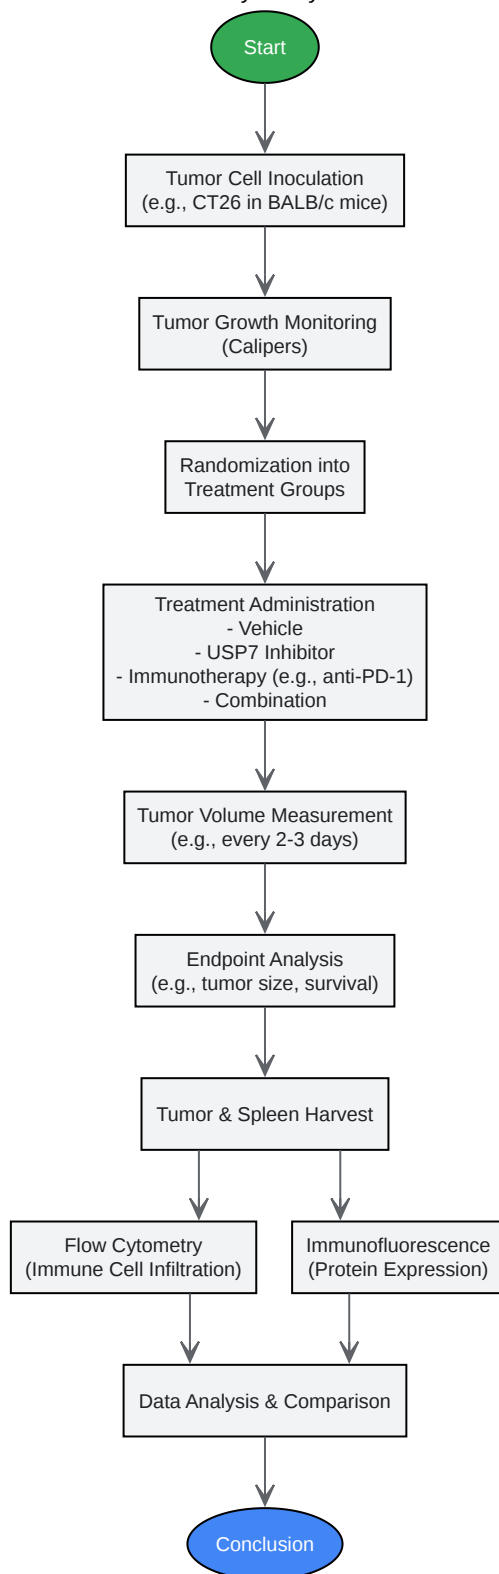 Start
Tumor Cell Inoculation
(e.g., CT26 in BALB/c mice)
Tumor Growth Monitoring
(Calipers)
Randomization into
Treatment Groups
Treatment Administration
- Vehicle
- USP7 Inhibitor
- Immunotherapy (e.g., anti-PD-1)
- Combination
Tumor Volume Measurement
(e.g., every 2-3 days)
Endpoint Analysis
(e.g., tumor size, survival)
Tumor & Spleen Harvest
Flow Cytometry
(Immune Cell Infiltration)
Immunofluorescence
(Protein Expression)
Data Analysis & Comparison
Conclusion